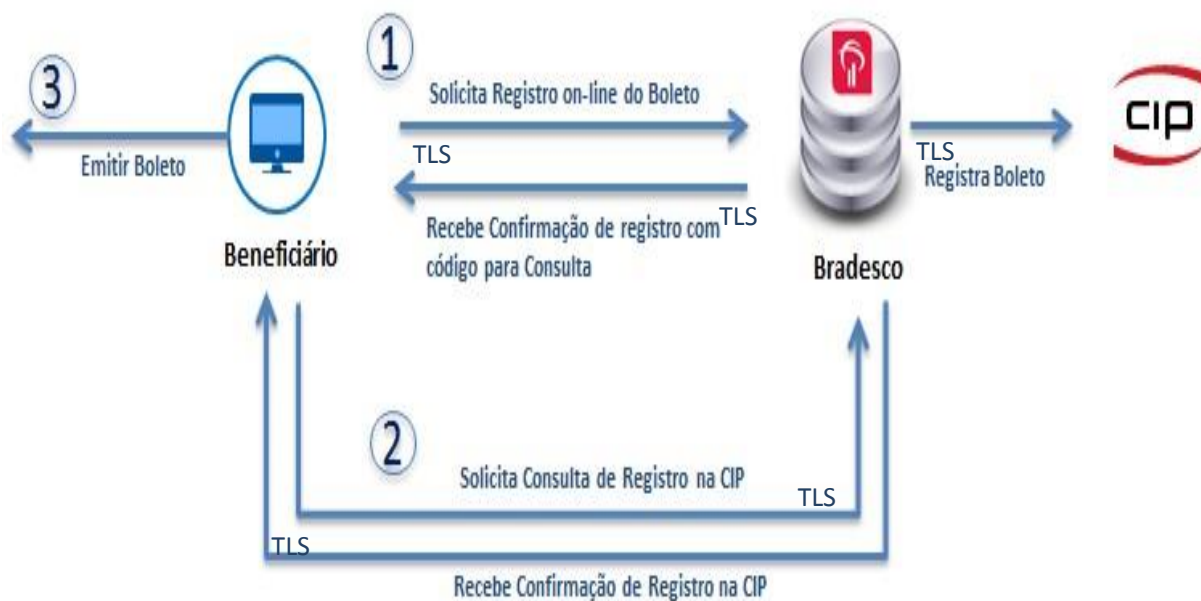 1
Solicita Registro on-line do Boleto
TLS
3
Emitir Boleto
Beneficiário
TLS
Recebe Confirmação de registro com
código para Consulta
Bradesco
TLS
Registra Boleto
cip
2
Solicita Consulta de Registro na CIP
TLS
TLS
Recebe Confirmação de Registro na CIP